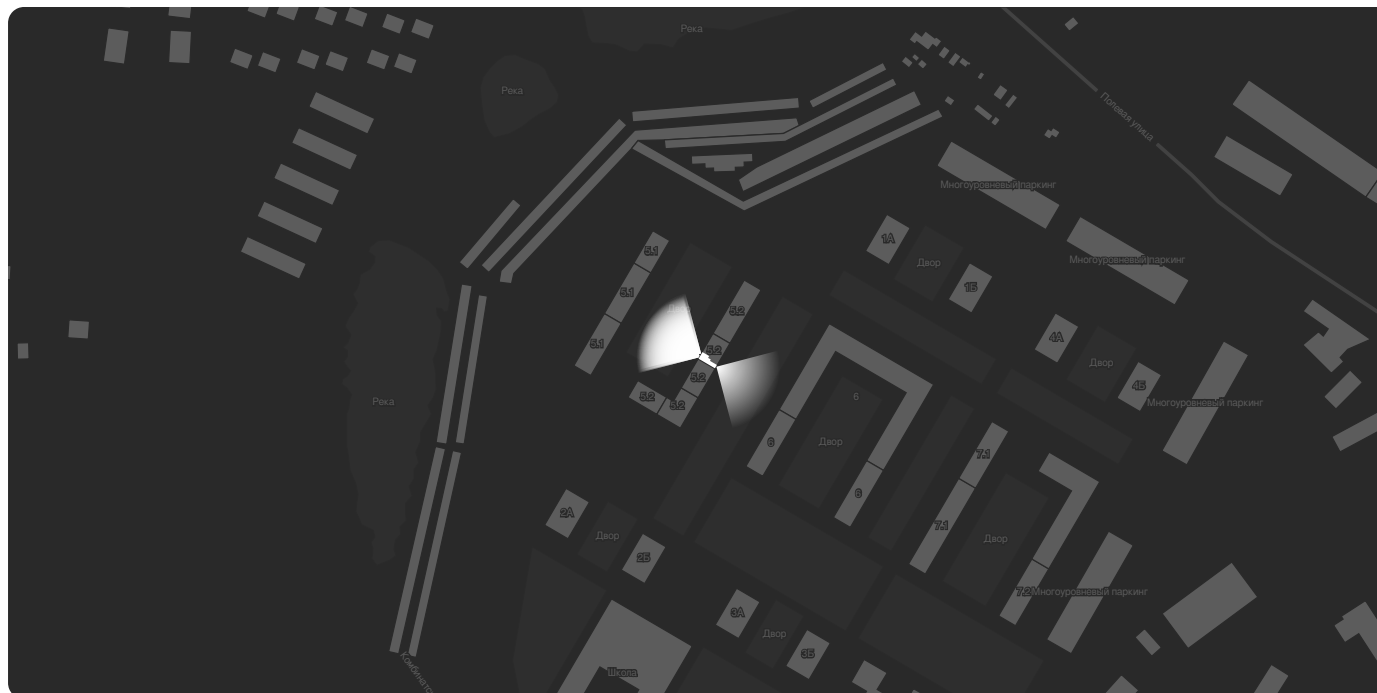 Река
Река
Полевая улица
Многоуровневый паркинг
1А
5.1
Двор
Многоуровневый паркинг
1Б
5.1
5.2
4А
5.1
5.2
Двор
5.2
4Б
5.2
6
Река
Многоуровневый паркинг
5.2
6
Двор
7.1
6
2А
7.1
Двор
Двор
2Б
7.2
Многоуровневый паркинг
3А
Двор
3Б
Школа